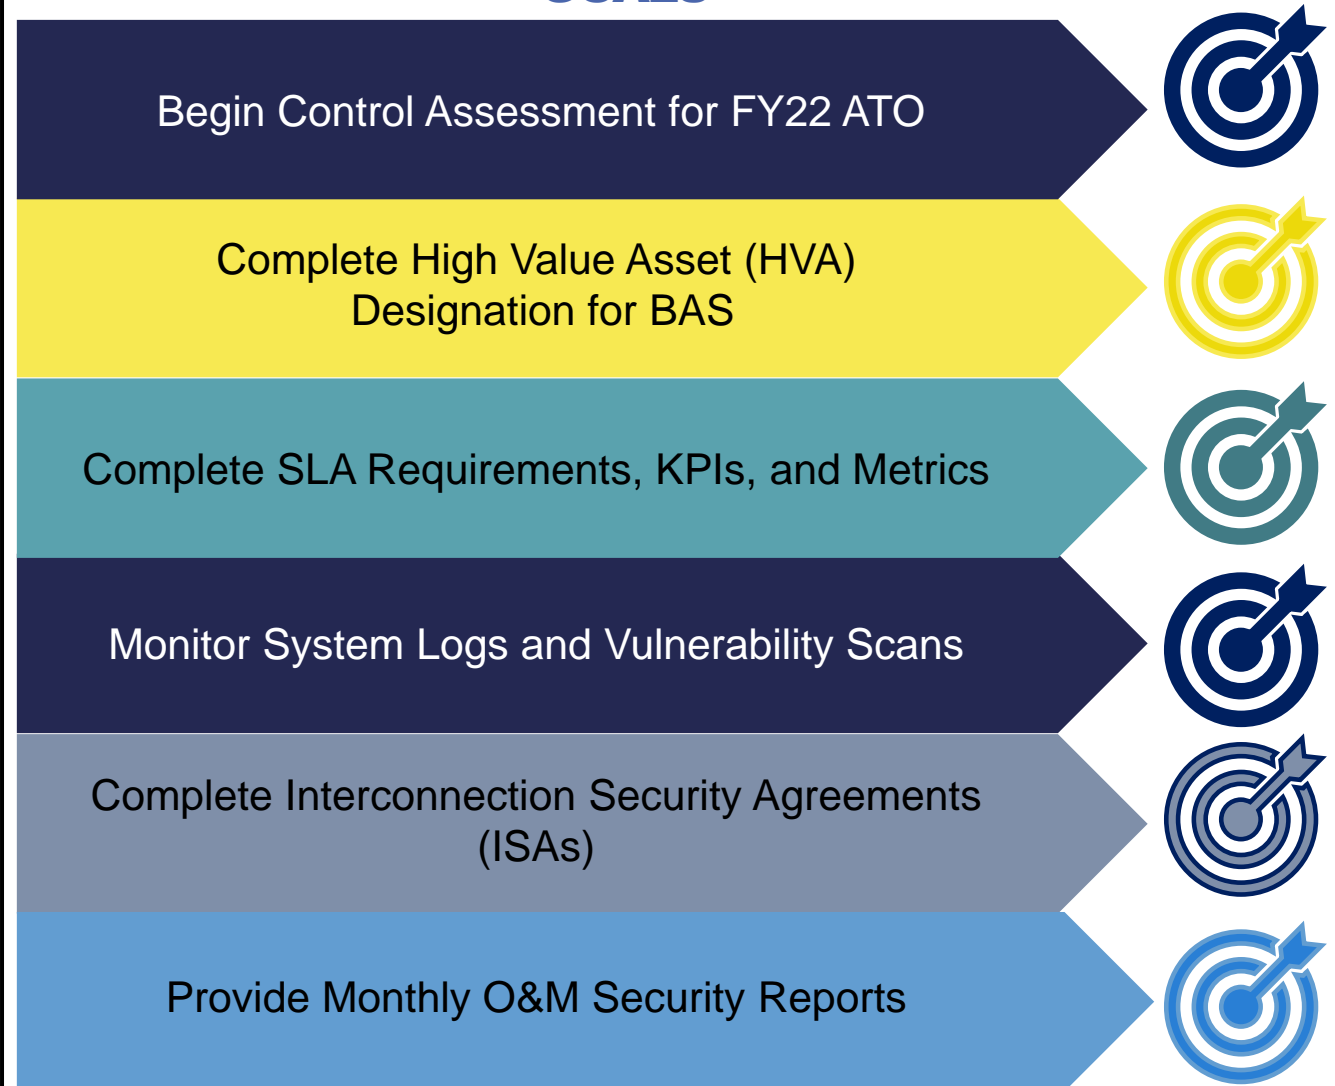 GOALS
Begin Control Assessment for FY22 ATO
Complete High Value Asset (HVA)
Designation for BAS
Complete SLA Requirements, KPIs, and Metrics
Monitor System Logs and Vulnerability Scans
Complete Interconnection Security Agreements
(ISAs)
Provide Monthly O&M Security Reports